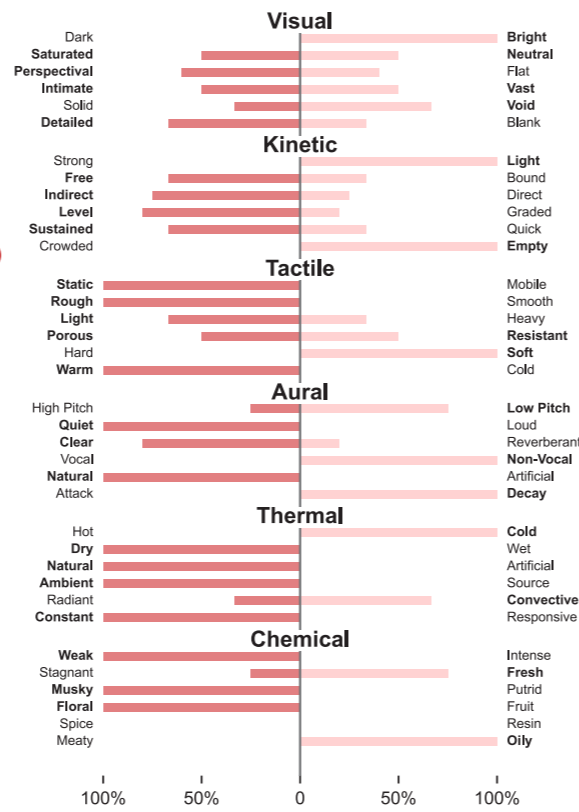 Visual
Dark Bright
Saturated Neutral
Perspectival Flat
Intimate Vast
Solid Void
Detailed Blank
Kinetic
Strong Light
Free Bound
Indirect Direct
Level Graded
Sustained Quick
Crowded Empty
Tactile
Static Mobile
Rough Smooth
Light Heavy
Porous Resistant
Hard Soft
Warm Cold
Aural
High Pitch Low Pitch
Quiet Loud
Clear Reverberant
Vocal Non-Vocal
Natural Artificial
Attack Decay
Thermal
Hot Cold
Dry Wet
Natural Artificial
Ambient Source
Radiant Convective
Constant Responsive
Chemical
Weak Intense
Stagnant Fresh
Musky Putrid
Floral Fruit
Spice Resin
Meaty Oily
100% 50% 0 50% 100%